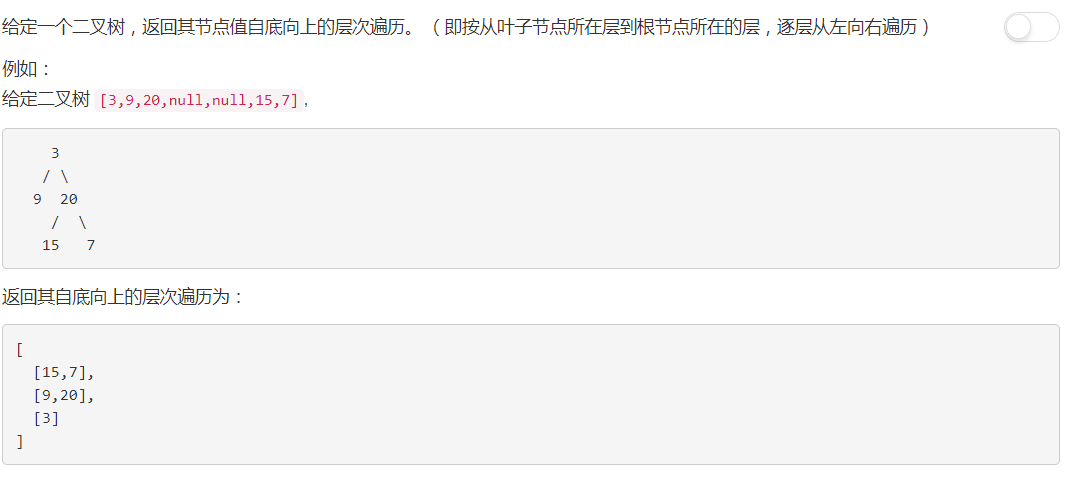 给定一个二叉树，返回其节点值自底向上的层次遍历。 （即按从叶子节点所在层到根节点所在的层，逐层从左向右遍历）
例如：
给定二叉树 [3,9,20,null,null,15,7],
    3
   / \
  9  20
    /  \
   15   7
返回其自底向上的层次遍历为：
[
  [15,7],
  [9,20],
  [3]
]